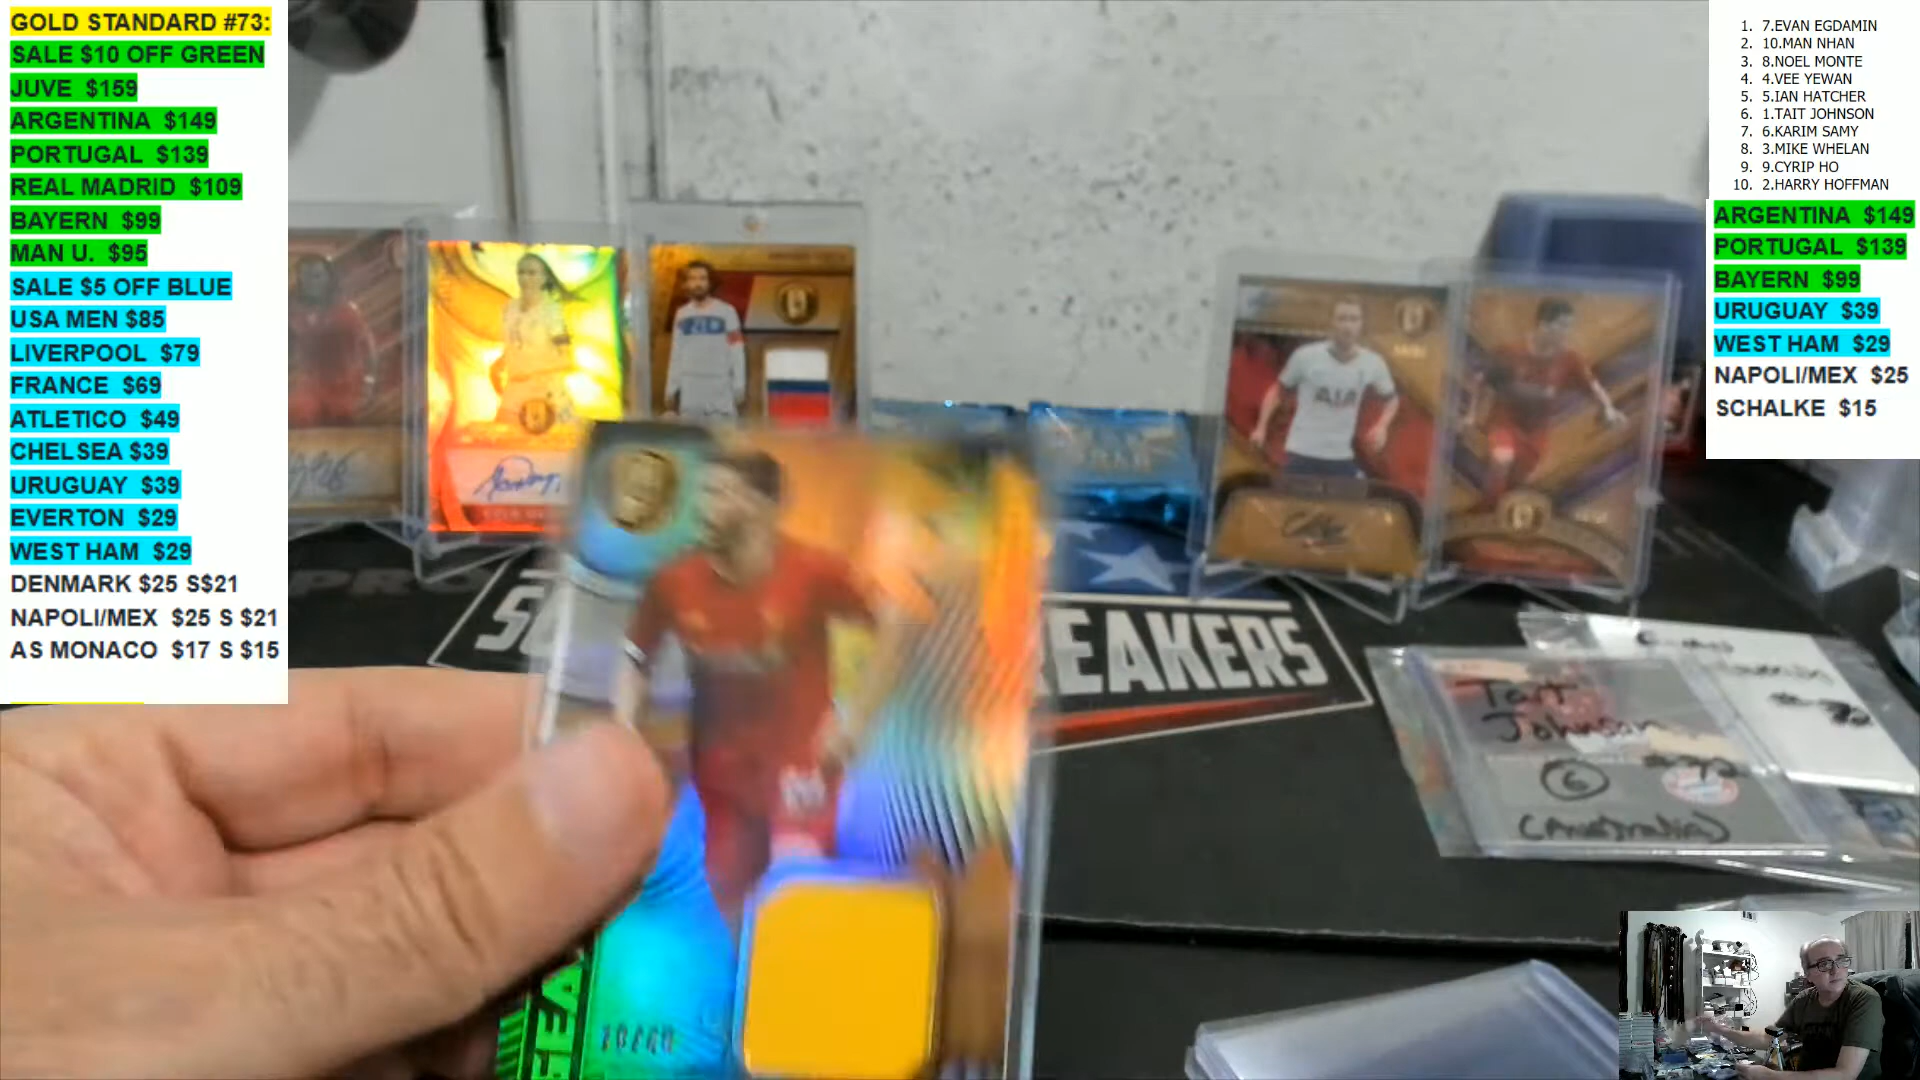 GOLD STANDARD #73:
SALE $10 OFF GREEN
JUVE $159
ARGENTINA $149
PORTUGAL $139
REAL MADRID $109
BAYERN $99
MAN U. $95
SALE $5 OFF BLUE
USA MEN $85
LIVERPOOL $79
FRANCE $69
ATLETICO $49
CHELSEA $39
URUGUAY $39
EVERTON $29
WEST HAM $29
DENMARK $25 S$21
NAPOLI/MEX $25 S $21
AS MONACO $17 S $15
1. 7.EVAN EGDAMIN
2. 10.MAN NHAN
3. 8.NOEL MONTE
4. 4.VEE YEWAN
5. 5.IAN HATCHER
6. 1.TAIT JOHNSON
7. 6.KARIM SAMY
8. 3.MIKE WHELAN
9. 9.CYRIP HO
10. 2.HARRY HOFFMAN
ARGENTINA $149
PORTUGAL $139
BAYERN $99
URUGUAY $39
WEST HAM $29
NAPOLI/MEX $25
SCHALKE $15
AIA
EAKERS
Tait
Johnson
6
(Australia)